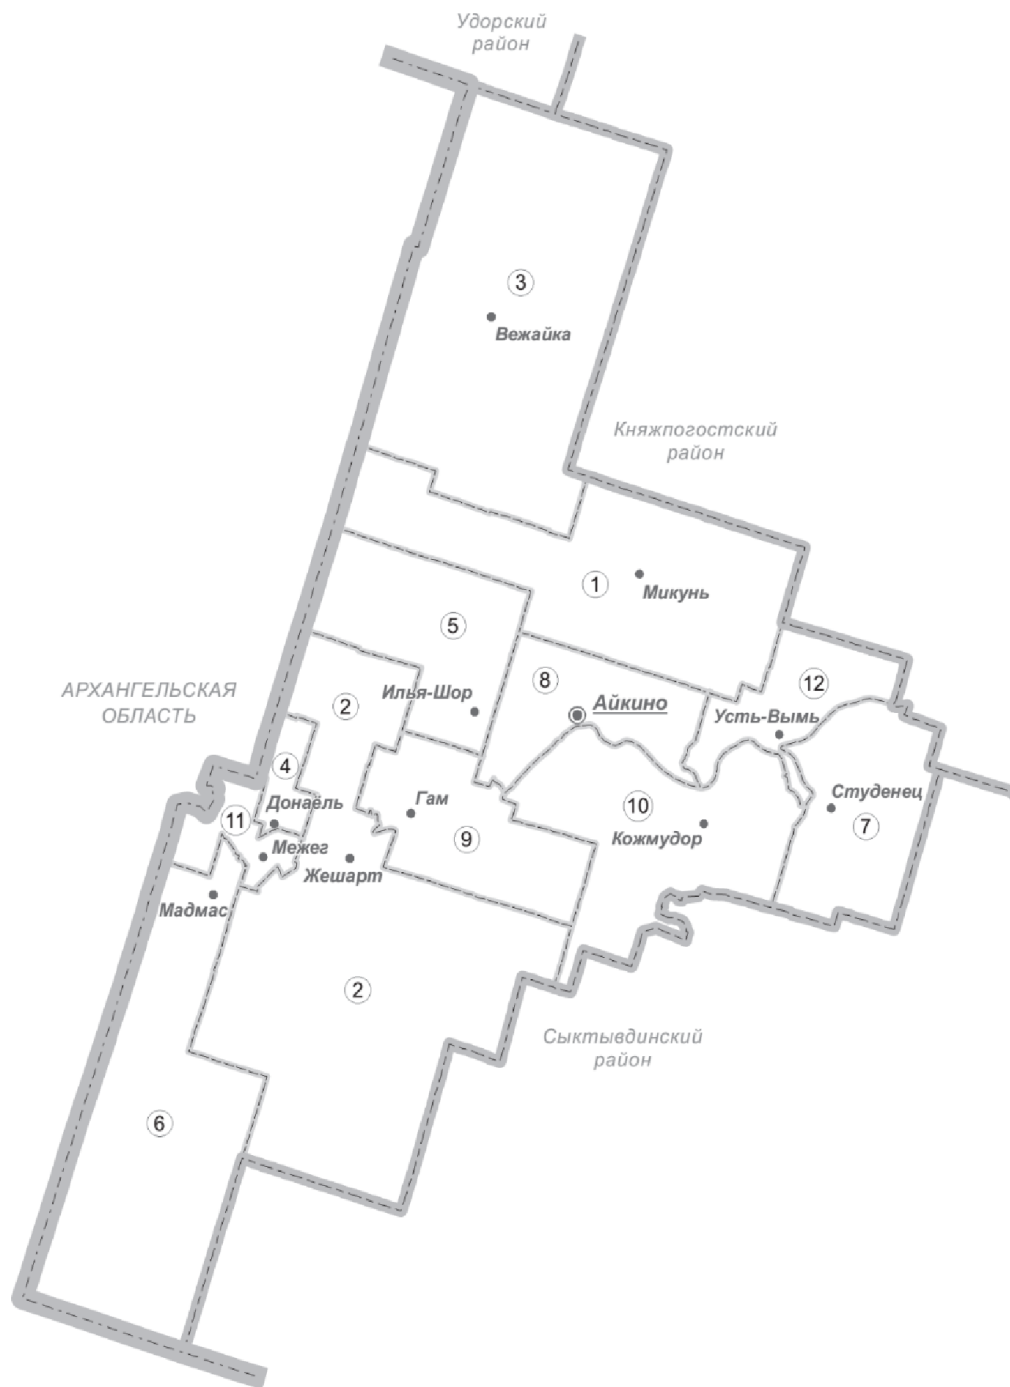 Удорский
район
3
Вежайка
Княжпогостский
район
1
Микунь
5
АРХАНГЕЛЬСКАЯ
ОБЛАСТЬ
2
Илья-Шор
8
Айкино
12
Усть-Вымь
4
Донаёль
11
Межег
Гам
10
Кожмудор
Студенец
7
9
Жешарт
Мадмас
2
Сыктывдинский
район
6